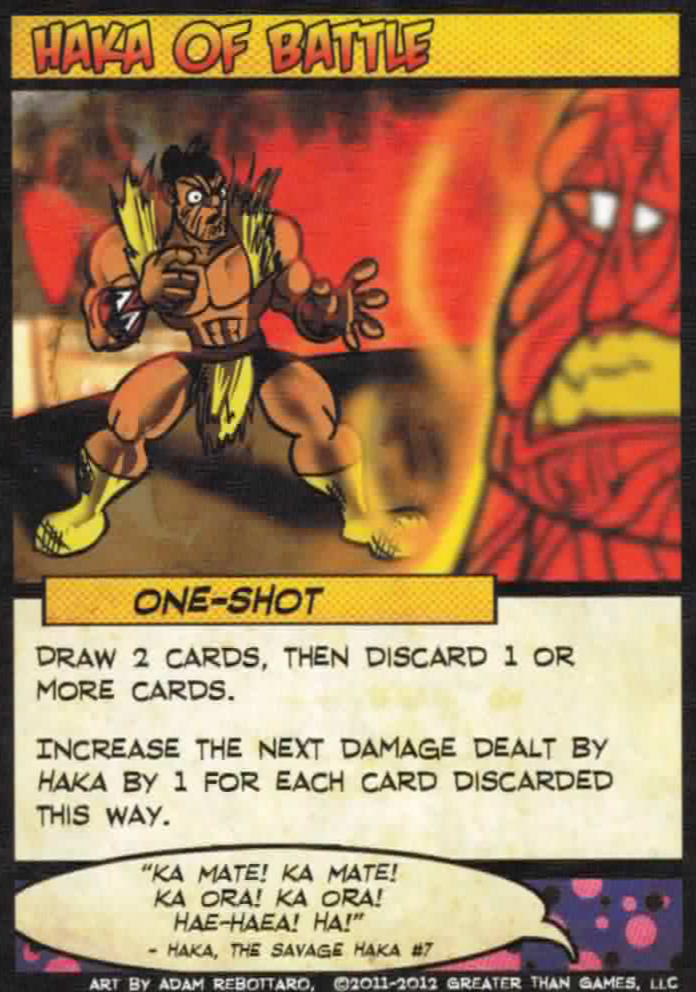 HAKA OF BATTLE
ONE-SHOT
DRAW 2 CARDS, THEN DISCARD 1 OR
MORE CARDS.
INCREASE THE NEXT DAMAGE DEALT BY
HAKA BY 1 FOR EACH CARD DISCARDED
THIS WAY.
"KA MATE! KA MATE!
KA ORA! KA ORA!
HAE-HAEA! HA!"
- HAKA, THE SAVAGE HAKA #7
ART BY ADAM REBOTTARO, ©2011-2012 GREATER THAN GAMES, LLC